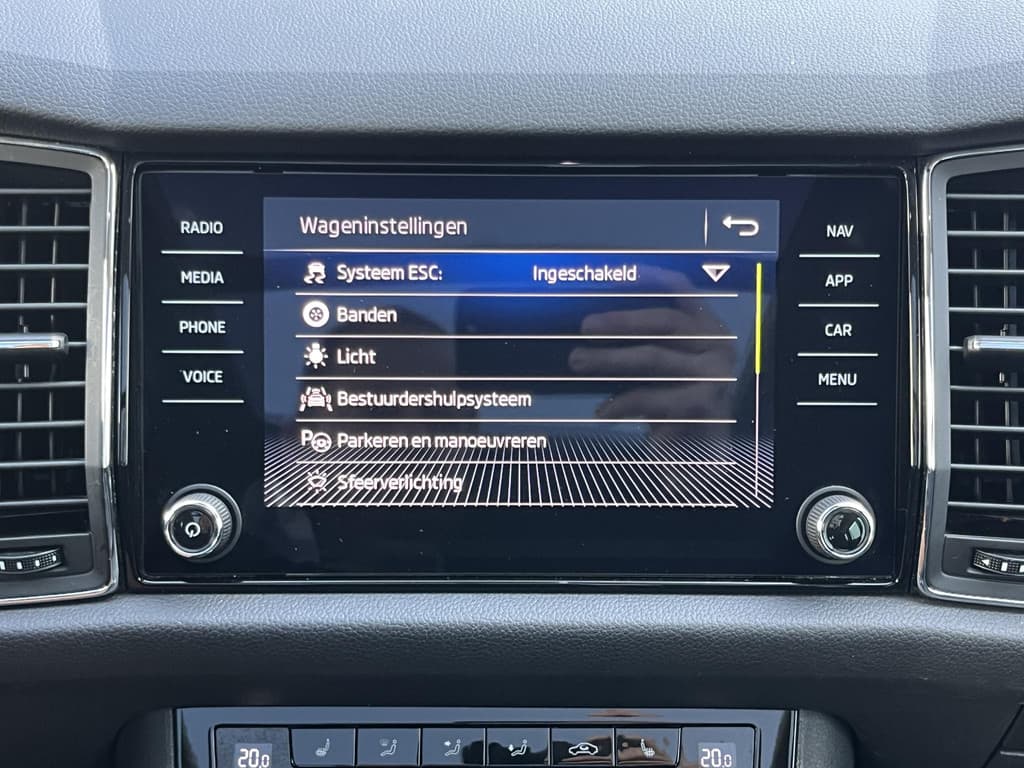 RADIO
MEDIA
PHONE
VOICE
Wageninstellingen
Systeem ESC: Ingeschakeld
Banden
Licht
Bestuurdershulpsysteem
P Parkeren en manoeuvreren
Sfeerverlichting
NAV
APP
CAR
MENU
20.0 20.0